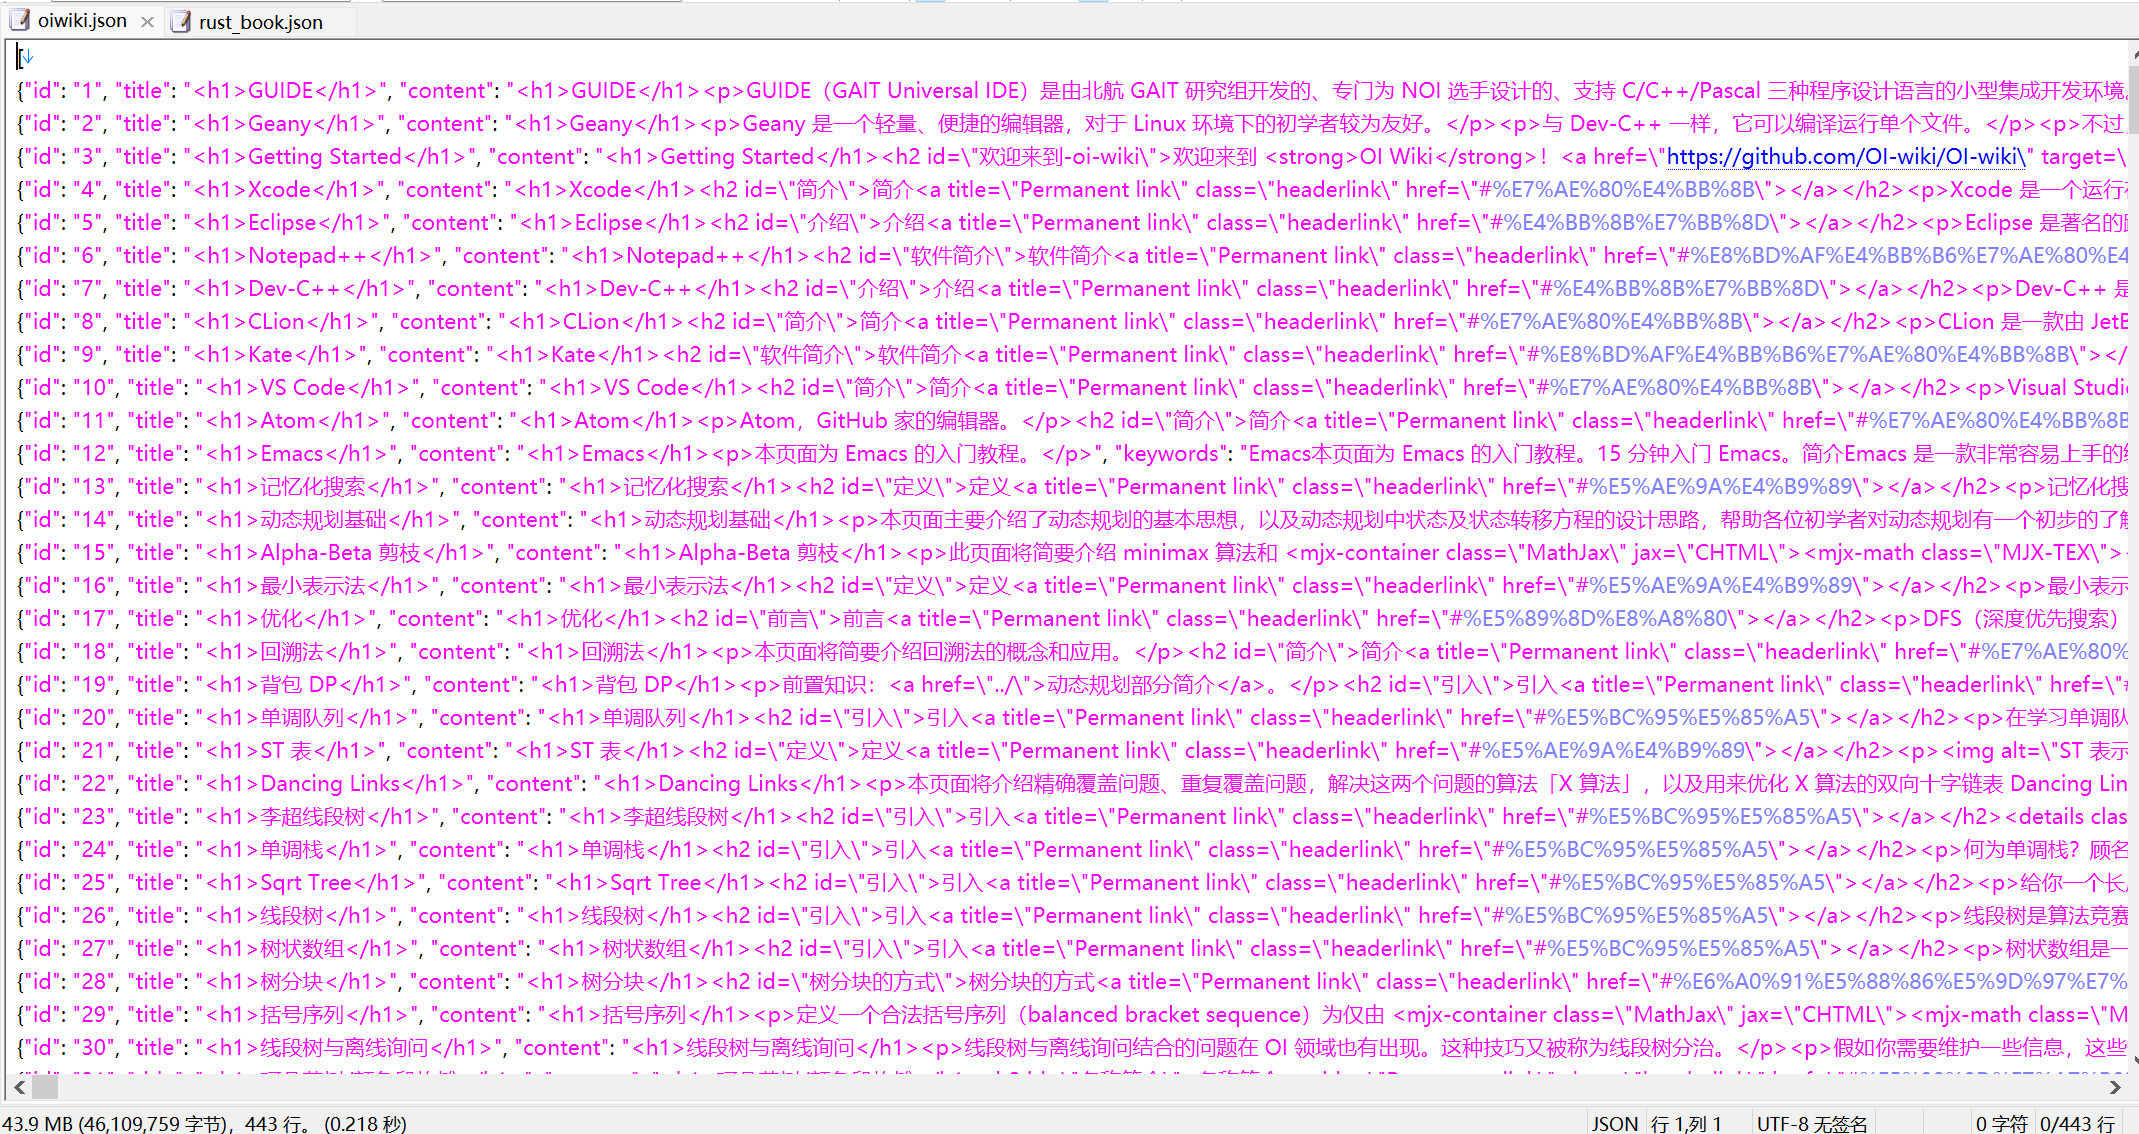 oiwiki.json
rust_book.json
[
{"id": "1", "title": "<h1>GUIDE</h1>", "content": "<h1>GUIDE</h1><p>GUIDE（GAIT Universal IDE）是由北航 GAIT 研究组开发的、专门为 NOI 选手设计的、支持 C/C++/Pascal 三种程序设计语言的小型集成开发环境。
{"id": "2", "title": "<h1>Geany</h1>", "content": "<h1>Geany</h1><p>Geany 是一个轻量、便捷的编辑器，对于 Linux 环境下的初学者较为友好。</p><p>与 Dev-C++ 一样，它可以编译运行单个文件。</p><p>不过
{"id": "3", "title": "<h1>Getting Started</h1>", "content": "<h1>Getting Started</h1><h2 id=\"欢迎来到-oi-wiki\">欢迎来到 <strong>OI Wiki</strong>！<a href=\"https://github.com/OI-wiki/OI-wiki\" target=\
{"id": "4", "title": "<h1>Xcode</h1>", "content": "<h1>Xcode</h1><h2 id=\"简介\">简介<a title=\"Permanent link\" class=\"headerlink\" href=\"#%E7%AE%80%E4%BB%8B\"></a></h2><p>Xcode 是一个运行在
{"id": "5", "title": "<h1>Eclipse</h1>", "content": "<h1>Eclipse</h1><h2 id=\"介绍\">介绍<a title=\"Permanent link\" class=\"headerlink\" href=\"#%E4%BB%8B%E7%BB%8D\"></a></h2><p>Eclipse 是著名的
{"id": "6", "title": "<h1>Notepad++</h1>", "content": "<h1>Notepad++</h1><h2 id=\"软件简介\">软件简介<a title=\"Permanent link\" class=\"headerlink\" href=\"#%E8%BD%AF%E4%BB%B6%E7%AE%80%E4
{"id": "7", "title": "<h1>Dev-C++</h1>", "content": "<h1>Dev-C++</h1><h2 id=\"介绍\">介绍<a title=\"Permanent link\" class=\"headerlink\" href=\"#%E4%BB%8B%E7%BB%8D\"></a></h2><p>Dev-C++ 是
{"id": "8", "title": "<h1>CLion</h1>", "content": "<h1>CLion</h1><h2 id=\"简介\">简介<a title=\"Permanent link\" class=\"headerlink\" href=\"#%E7%AE%80%E4%BB%8B\"></a></h2><p>CLion 是一款由 JetB
{"id": "9", "title": "<h1>Kate</h1>", "content": "<h1>Kate</h1><h2 id=\"软件简介\">软件简介<a title=\"Permanent link\" class=\"headerlink\" href=\"#%E8%BD%AF%E4%BB%B6%E7%AE%80%E4%BB%8B\"></
{"id": "10", "title": "<h1>VS Code</h1>", "content": "<h1>VS Code</h1><h2 id=\"简介\">简介<a title=\"Permanent link\" class=\"headerlink\" href=\"#%E7%AE%80%E4%BB%8B\"></a></h2><p>Visual Studio
{"id": "11", "title": "<h1>Atom</h1>", "content": "<h1>Atom</h1><p>Atom，GitHub 家的编辑器。</p><h2 id=\"简介\">简介<a title=\"Permanent link\" class=\"headerlink\" href=\"#%E7%AE%80%E4%BB%8B
{"id": "12", "title": "<h1>Emacs</h1>", "content": "<h1>Emacs</h1><p>本页面为 Emacs 的入门教程。</p>", "keywords": "Emacs本页面为 Emacs 的入门教程。15 分钟入门 Emacs。简介Emacs 是一款非常容易上手的
{"id": "13", "title": "<h1>记忆化搜索</h1>", "content": "<h1>记忆化搜索</h1><h2 id=\"定义\">定义<a title=\"Permanent link\" class=\"headerlink\" href=\"#%E5%AE%9A%E4%B9%89\"></a></h2><p>记忆化搜
{"id": "14", "title": "<h1>动态规划基础</h1>", "content": "<h1>动态规划基础</h1><p>本页面主要介绍了动态规划的基本思想，以及动态规划中状态及状态转移方程的设计思路，帮助各位初学者对动态规划有一个初步的了解
{"id": "15", "title": "<h1>Alpha-Beta 剪枝</h1>", "content": "<h1>Alpha-Beta 剪枝</h1><p>此页面将简要介绍 minimax 算法和 <mjx-container class=\"MathJax\" jax=\"CHTML\"><mjx-math class=\"MJX-TEX\"><
{"id": "16", "title": "<h1>最小表示法</h1>", "content": "<h1>最小表示法</h1><h2 id=\"定义\">定义<a title=\"Permanent link\" class=\"headerlink\" href=\"#%E5%AE%9A%E4%B9%89\"></a></h2><p>最小表示
{"id": "17", "title": "<h1>优化</h1>", "content": "<h1>优化</h1><h2 id=\"前言\">前言<a title=\"Permanent link\" class=\"headerlink\" href=\"#%E5%89%8D%E8%A8%80\"></a></h2><p>DFS（深度优先搜索）
{"id": "18", "title": "<h1>回溯法</h1>", "content": "<h1>回溯法</h1><p>本页面将简要介绍回溯法的概念和应用。</p><h2 id=\"简介\">简介<a title=\"Permanent link\" class=\"headerlink\" href=\"#%E7%AE%80%
{"id": "19", "title": "<h1>背包 DP</h1>", "content": "<h1>背包 DP</h1><p>前置知识：<a href=\"../\">动态规划部分简介</a>。</p><h2 id=\"引入\">引入<a title=\"Permanent link\" class=\"headerlink\" href=\"#
{"id": "20", "title": "<h1>单调队列</h1>", "content": "<h1>单调队列</h1><h2 id=\"引入\">引入<a title=\"Permanent link\" class=\"headerlink\" href=\"#%E5%BC%95%E5%85%A5\"></a></h2><p>在学习单调队
{"id": "21", "title": "<h1>ST 表</h1>", "content": "<h1>ST 表</h1><h2 id=\"定义\">定义<a title=\"Permanent link\" class=\"headerlink\" href=\"#%E5%AE%9A%E4%B9%89\"></a></h2><p><img alt=\"ST 表示
{"id": "22", "title": "<h1>Dancing Links</h1>", "content": "<h1>Dancing Links</h1><p>本页面将介绍精确覆盖问题、重复覆盖问题，解决这两个问题的算法「X 算法」，以及用来优化 X 算法的双向十字链表 Dancing Lin
{"id": "23", "title": "<h1>李超线段树</h1>", "content": "<h1>李超线段树</h1><h2 id=\"引入\">引入<a title=\"Permanent link\" class=\"headerlink\" href=\"#%E5%BC%95%E5%85%A5\"></a></h2><details clas
{"id": "24", "title": "<h1>单调栈</h1>", "content": "<h1>单调栈</h1><h2 id=\"引入\">引入<a title=\"Permanent link\" class=\"headerlink\" href=\"#%E5%BC%95%E5%85%A5\"></a></h2><p>何为单调栈？顾名
{"id": "25", "title": "<h1>Sqrt Tree</h1>", "content": "<h1>Sqrt Tree</h1><h2 id=\"引入\">引入<a title=\"Permanent link\" class=\"headerlink\" href=\"#%E5%BC%95%E5%85%A5\"></a></h2><p>给你一个长
{"id": "26", "title": "<h1>线段树</h1>", "content": "<h1>线段树</h1><h2 id=\"引入\">引入<a title=\"Permanent link\" class=\"headerlink\" href=\"#%E5%BC%95%E5%85%A5\"></a></h2><p>线段树是算法竞赛
{"id": "27", "title": "<h1>树状数组</h1>", "content": "<h1>树状数组</h1><h2 id=\"引入\">引入<a title=\"Permanent link\" class=\"headerlink\" href=\"#%E5%BC%95%E5%85%A5\"></a></h2><p>树状数组是一
{"id": "28", "title": "<h1>树分块</h1>", "content": "<h1>树分块</h1><h2 id=\"树分块的方式\">树分块的方式<a title=\"Permanent link\" class=\"headerlink\" href=\"#%E6%A0%91%E5%88%86%E5%9D%97%E7%
{"id": "29", "title": "<h1>括号序列</h1>", "content": "<h1>括号序列</h1><p>定义一个合法括号序列（balanced bracket sequence）为仅由 <mjx-container class=\"MathJax\" jax=\"CHTML\"><mjx-math class=\"M
{"id": "30", "title": "<h1>线段树与离线询问</h1>", "content": "<h1>线段树与离线询问</h1><p>线段树与离线询问结合的问题在 OI 领域也有出现。这种技巧又被称为线段树分治。</p><p>假如你需要维护一些信息，这些
43.9 MB (46,109,759 字节)，443 行。 (0.218 秒)
JSON
行 1,列 1
UTF-8 无签名
0 字符
0/443 行